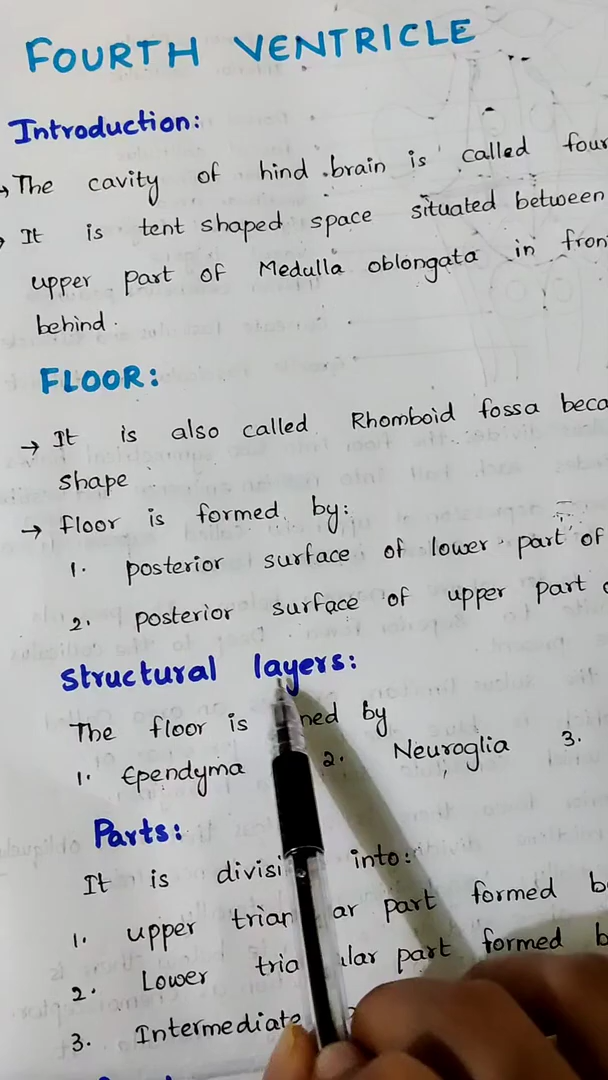 FOURTH VENTRICLE
Introduction:
→ The cavity of hind brain is called four
→ It is tent shaped space situated between
upper part of Medulla oblongata in fron
behind.
FLOOR:
→ It is also called Rhomboid fossa beca
shape
→ floor is formed by:
1. posterior surface of lower part of
2. posterior surface of upper part o
Structural layers:
The floor is ned by
1. Ependyma 2. Neuroglia 3.
Parts:
It is divisi into:
1. upper trian ar part formed b
2. Lower tria ular part formed b
3. Intermediate